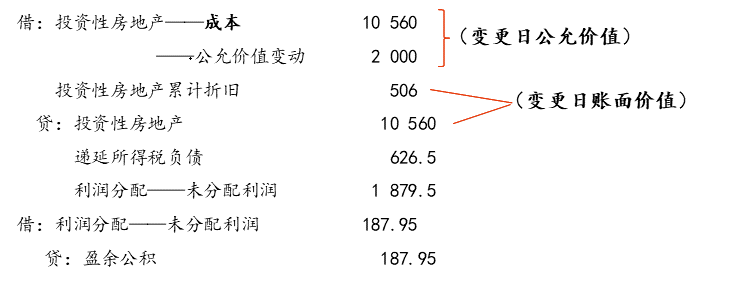 借：投资性房地产——成本 10 560
——公允价值变动 2 000
（变更日公允价值）
投资性房地产累计折旧 506
（变更日账面价值）
贷：投资性房地产 10 560
递延所得税负债 626.5
利润分配——未分配利润 1 879.5
借：利润分配——未分配利润 187.95
贷：盈余公积 187.95